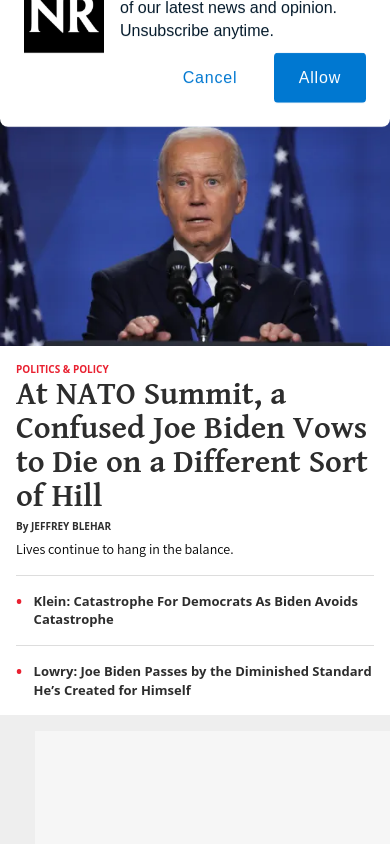 NR
of our latest news and opinion.
Unsubscribe anytime.
Cancel
Allow
POLITICS & POLICY
At NATO Summit, a
Confused Joe Biden Vows
to Die on a Different Sort
of Hill
By JEFFREY BLEHAR
Lives continue to hang in the balance.
• Klein: Catastrophe For Democrats As Biden Avoids
Catastrophe
• Lowry: Joe Biden Passes by the Diminished Standard
He’s Created for Himself